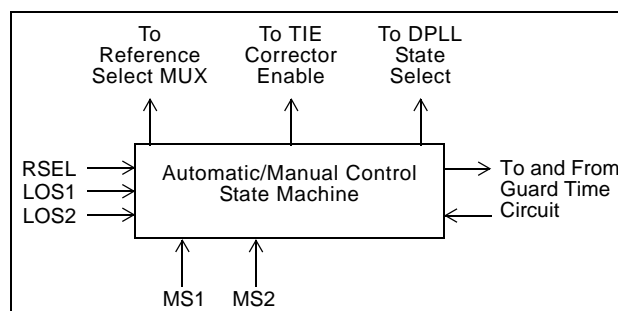 To
Reference
Select MUX
To TIE
Corrector
Enable
To DPLL
State
Select
RSEL
LOS1
LOS2
Automatic/Manual Control
State Machine
To and From
Guard Time
Circuit
MS1
MS2